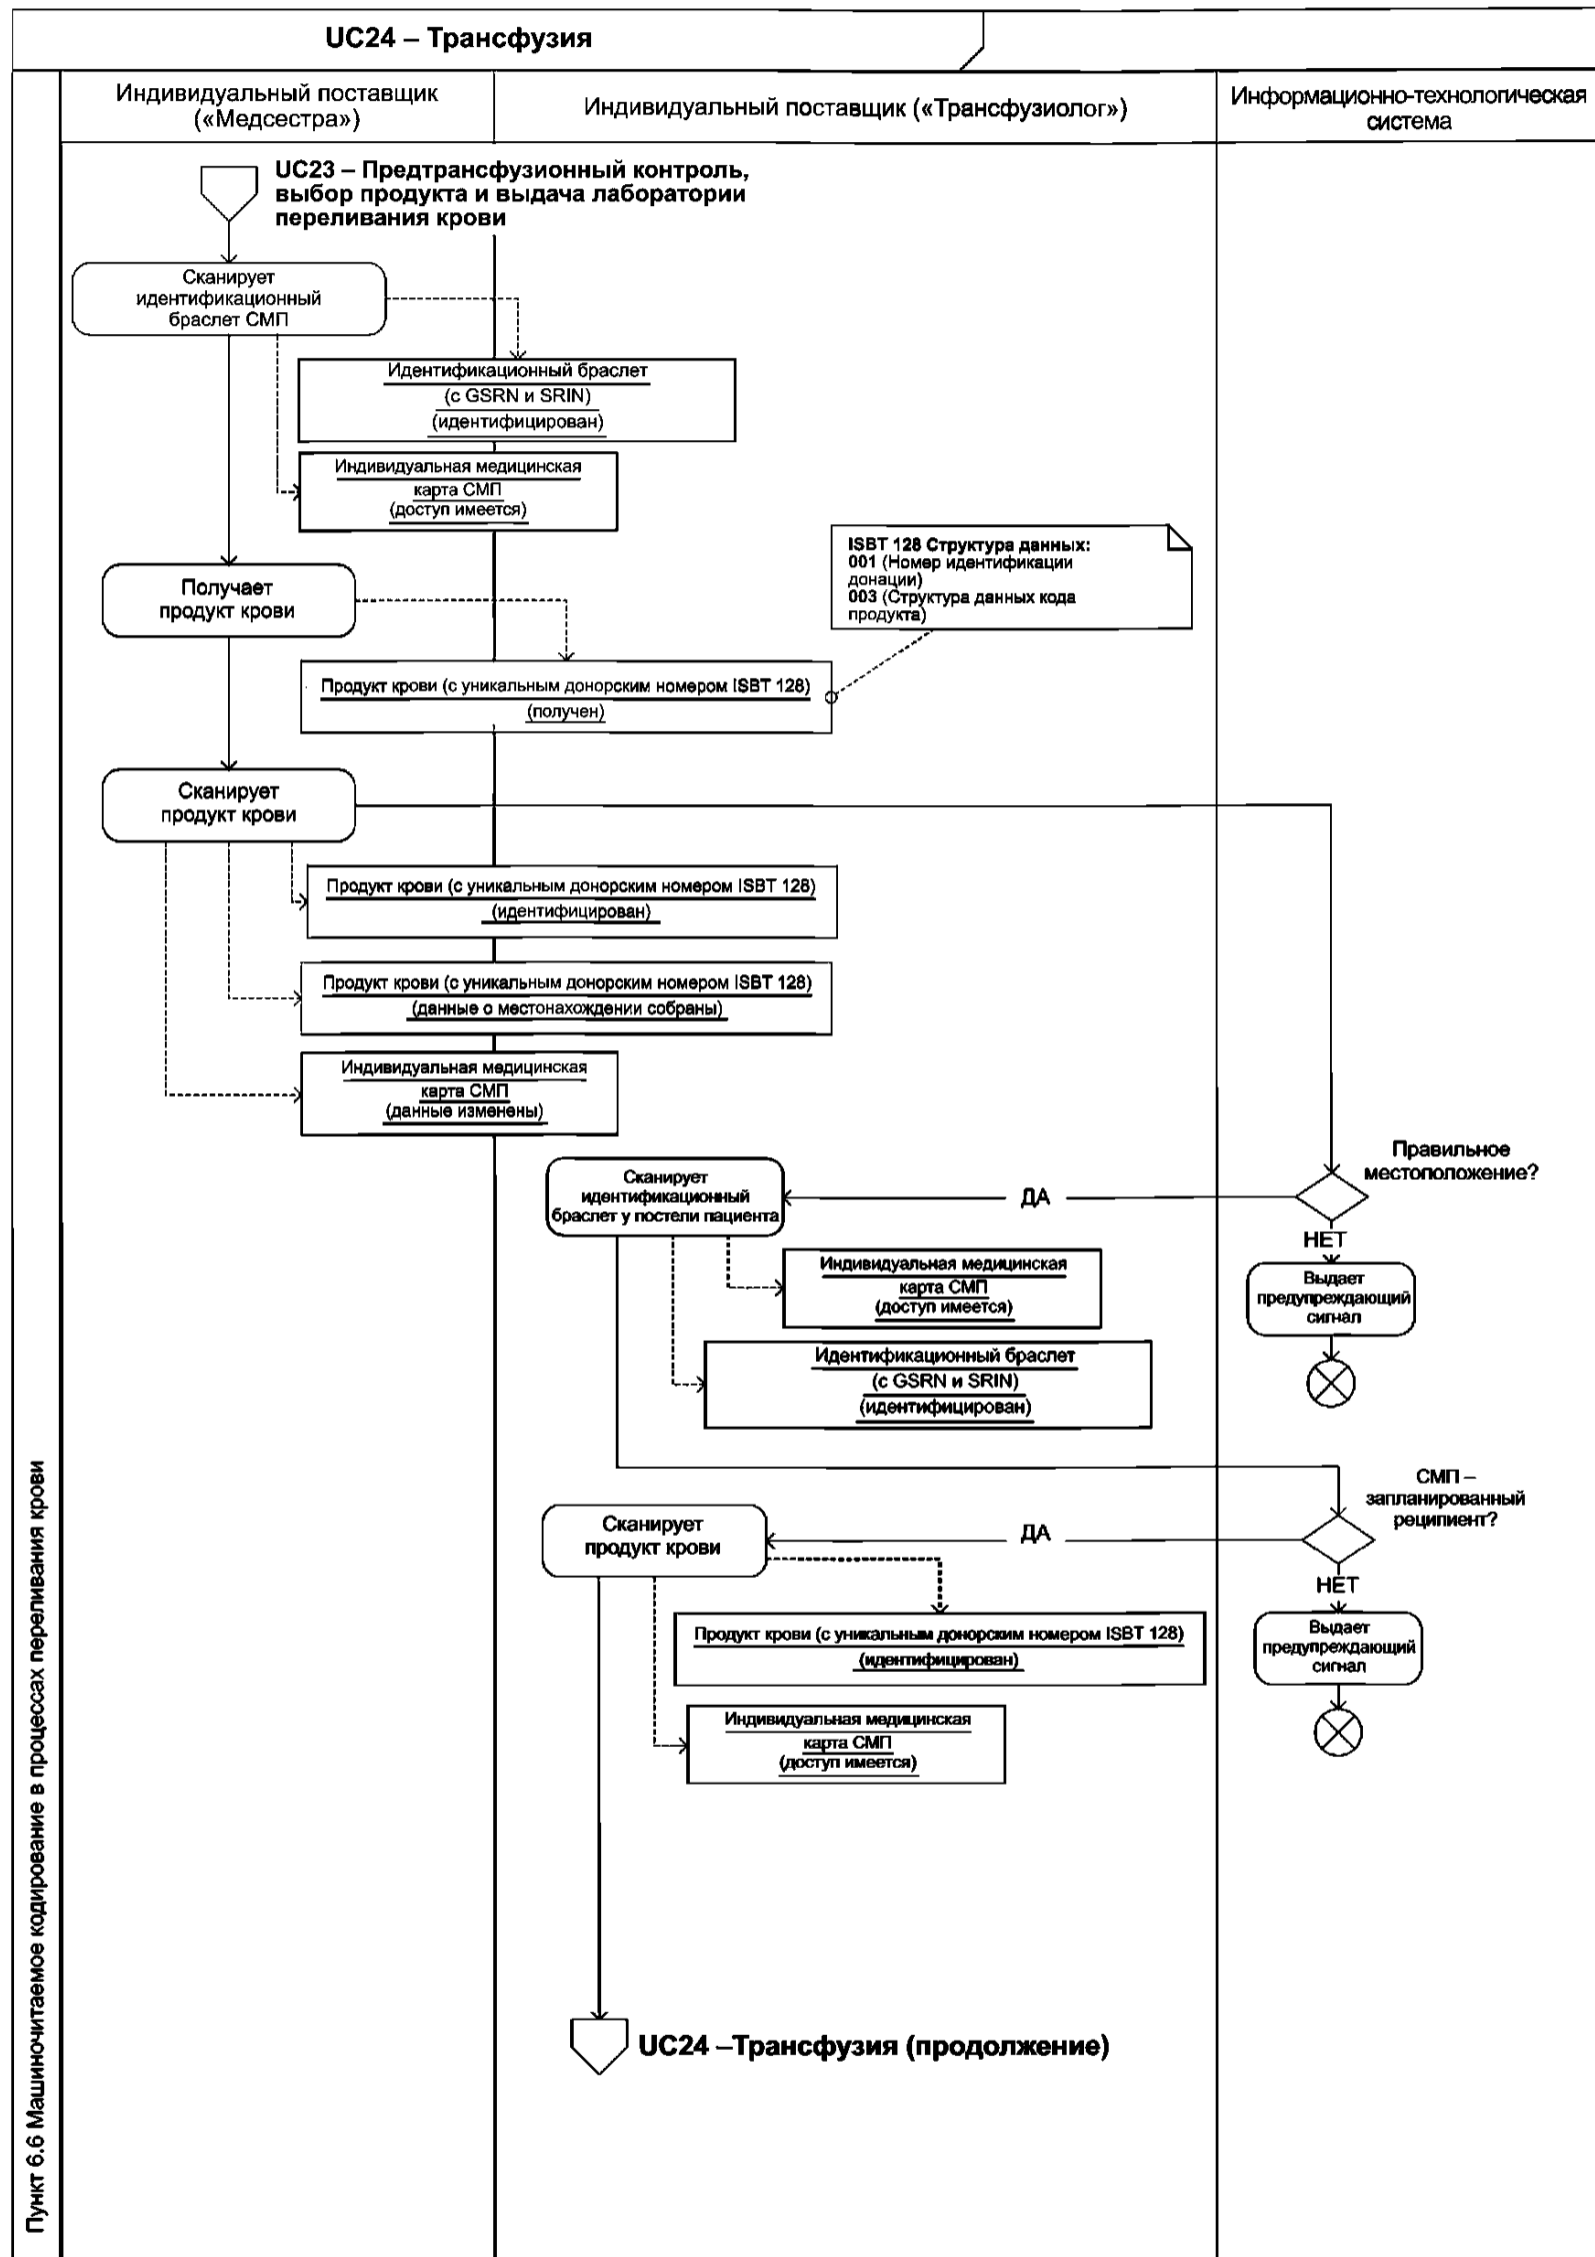 UC24 – Трансфузия
Индивидуальный поставщик
(«Медсестра»)
Индивидуальный поставщик («Трансфузиолог»)
Информационно-технологическая
система
UC23 – Предтрансфузионный контроль,
выбор продукта и выдача лаборатории
переливания крови
Сканирует
идентификационный
браслет СМП
Идентификационный браслет
(с GSRN и SRIN)
(идентифицирован)
Индивидуальная медицинская
карта СМП
(доступ имеется)
ISBT 128 Структура данных:
001 (Номер идентификации
донации)
003 (Структура данных кода
продукта)
Получает
продукт крови
Продукт крови (с уникальным донорским номером ISBT 128)
(получен)
Сканирует
продукт крови
Продукт крови (с уникальным донорским номером ISBT 128)
(идентифицирован)
Продукт крови (с уникальным донорским номером ISBT 128)
(данные о местонахождении собраны)
Индивидуальная медицинская
карта СМП
(данные изменены)
Правильное
местоположение?
Сканирует
идентификационный
браслет у постели пациента
ДА
НЕТ
Индивидуальная медицинская
карта СМП
(доступ имеется)
Выдает
предупреждающий
сигнал
Идентификационный браслет
(с GSRN и SRIN)
(идентифицирован)
СМП –
запланированный
реципиент?
Сканирует
продукт крови
ДА
НЕТ
Продукт крови (с уникальным донорским номером ISBT 128)
(идентифицирован)
Выдает
предупреждающий
сигнал
Индивидуальная медицинская
карта СМП
(доступ имеется)
UC24 –Трансфузия (продолжение)
Пункт 6.6 Машиночитаемое кодирование в процессах переливания крови